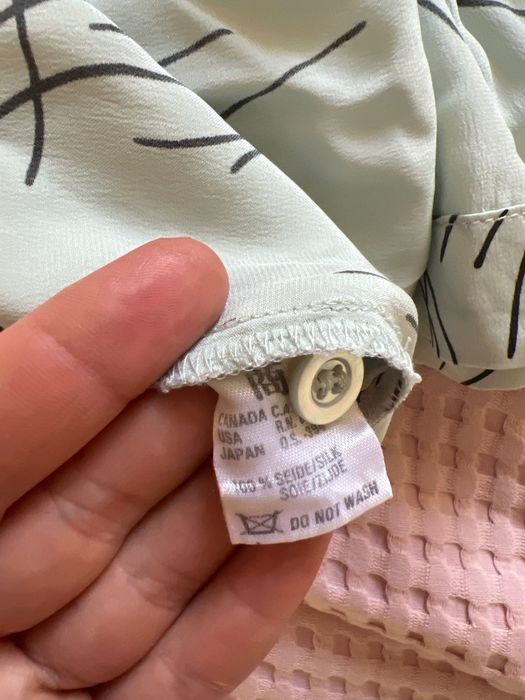 CANADA C.A.
USA R.N.
JAPAN O.S.
100 % SEIDE/SILK
SOIE/ZIJDE
DO NOT WASH